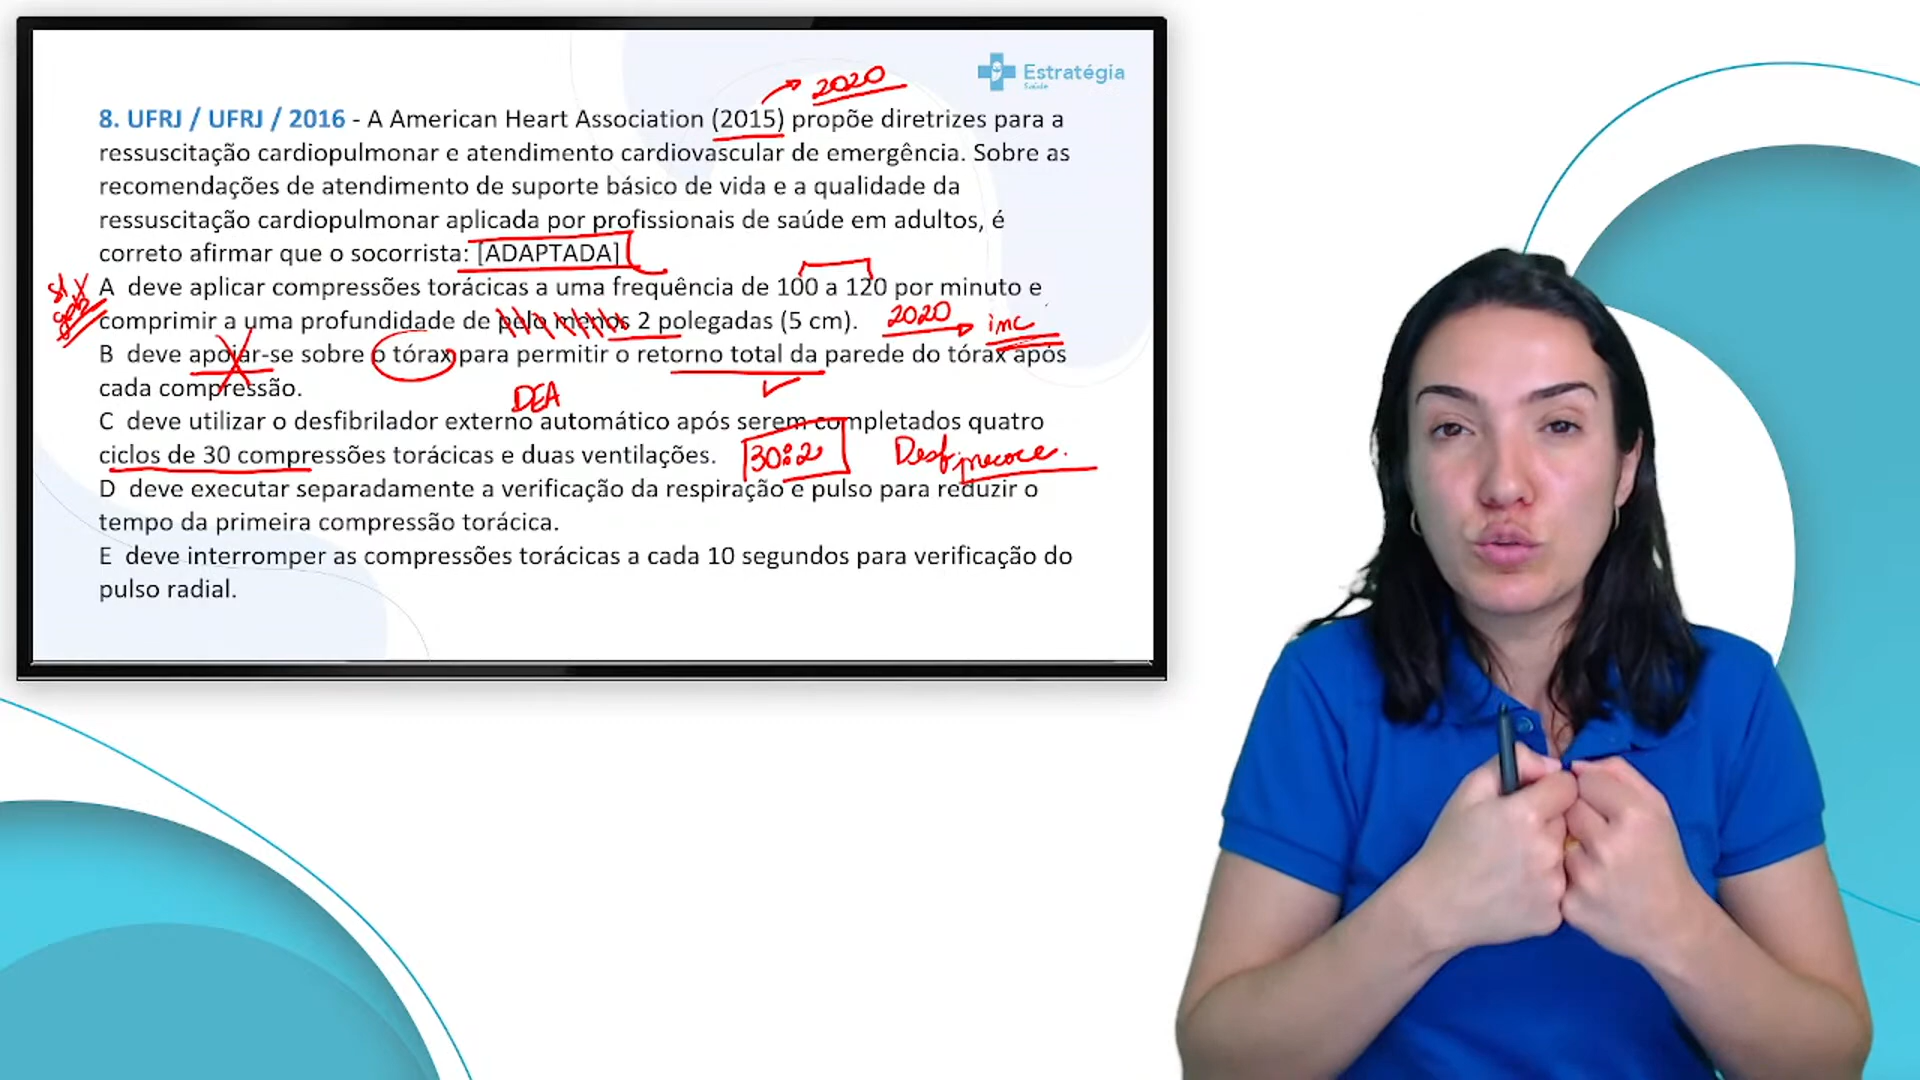 Estratégia
Saúde
2020
8. UFRJ / UFRJ / 2016 - A American Heart Association (2015) propõe diretrizes para a
ressuscitação cardiopulmonar e atendimento cardiovascular de emergência. Sobre as
recomendações de atendimento de suporte básico de vida e a qualidade da
ressuscitação cardiopulmonar aplicada por profissionais de saúde em adultos, é
correto afirmar que o socorrista: [ADAPTADA]
A deve aplicar compressões torácicas a uma frequência de 100 a 120 por minuto e
comprimir a uma profundidade de pelo menos 2 polegadas (5 cm). 2020 inc
B deve apoiar-se sobre o tórax para permitir o retorno total da parede do tórax após
cada compressão.
DEA
C deve utilizar o desfibrilador externo automático após serem completados quatro
ciclos de 30 compressões torácicas e duas ventilações. 30:2 Desf precoce.
D deve executar separadamente a verificação da respiração e pulso para reduzir o
tempo da primeira compressão torácica.
E deve interromper as compressões torácicas a cada 10 segundos para verificação do
pulso radial.